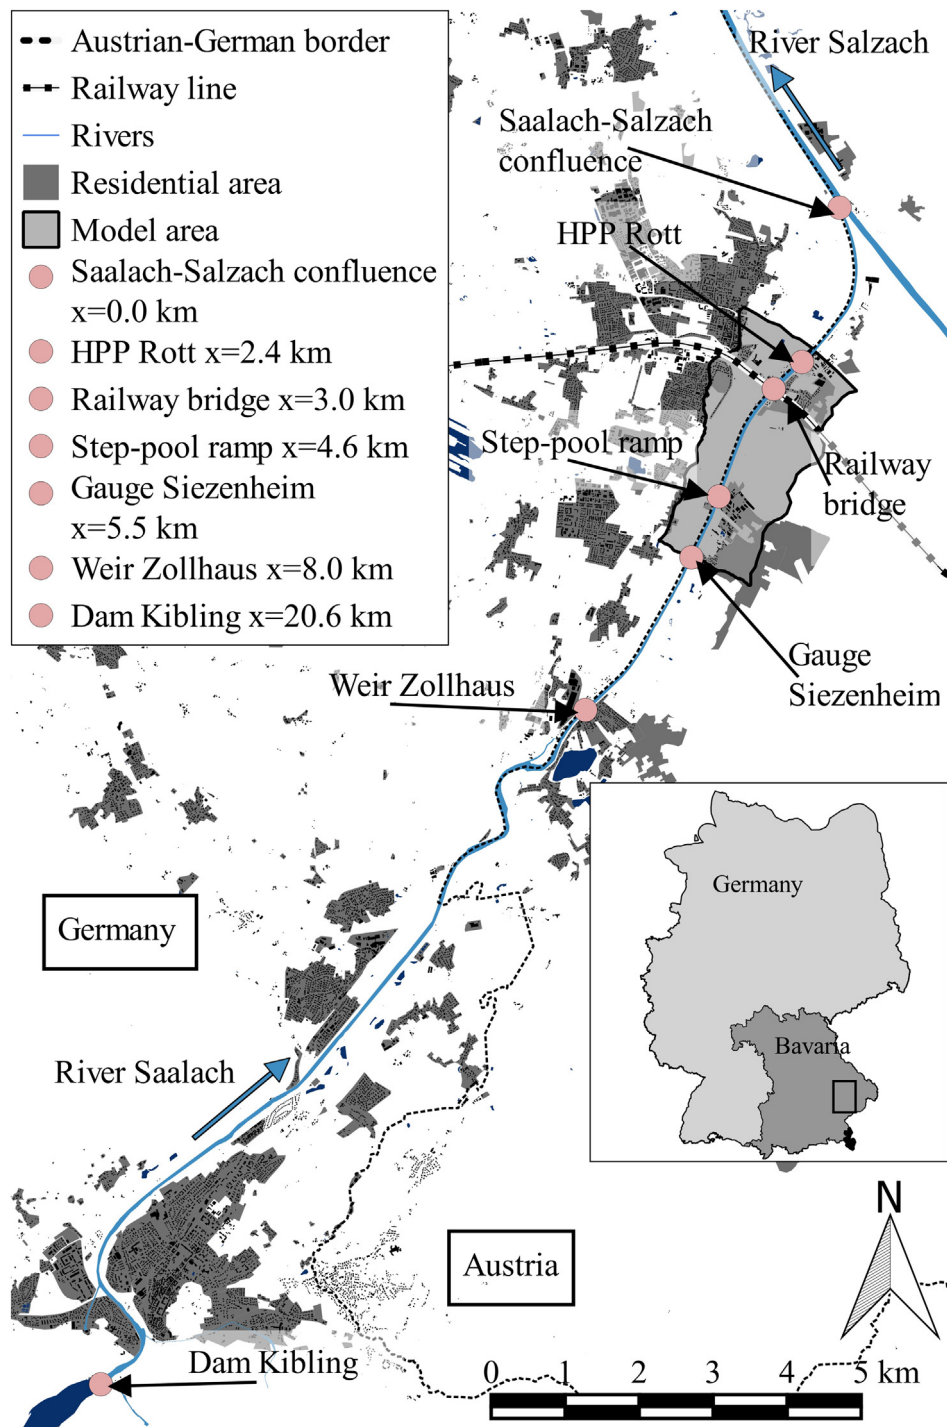 Austrian-German border
Railway line
Rivers
Residential area
Model area
Saalach-Salzach confluence
x=0.0 km
HPP Rott x=2.4 km
Railway bridge x=3.0 km
Step-pool ramp x=4.6 km
Gauge Siezenheim
x=5.5 km
Weir Zollhaus x=8.0 km
Dam Kibling x=20.6 km
River Salzach
Saalach-Salzach
confluence
HPP Rott
Step-pool ramp
Railway
bridge
Gauge
Siezenheim
Weir Zollhaus
Germany
Bavaria
Germany
River Saalach
Austria
N
Dam Kibling
0 1 2 3 4 5 km